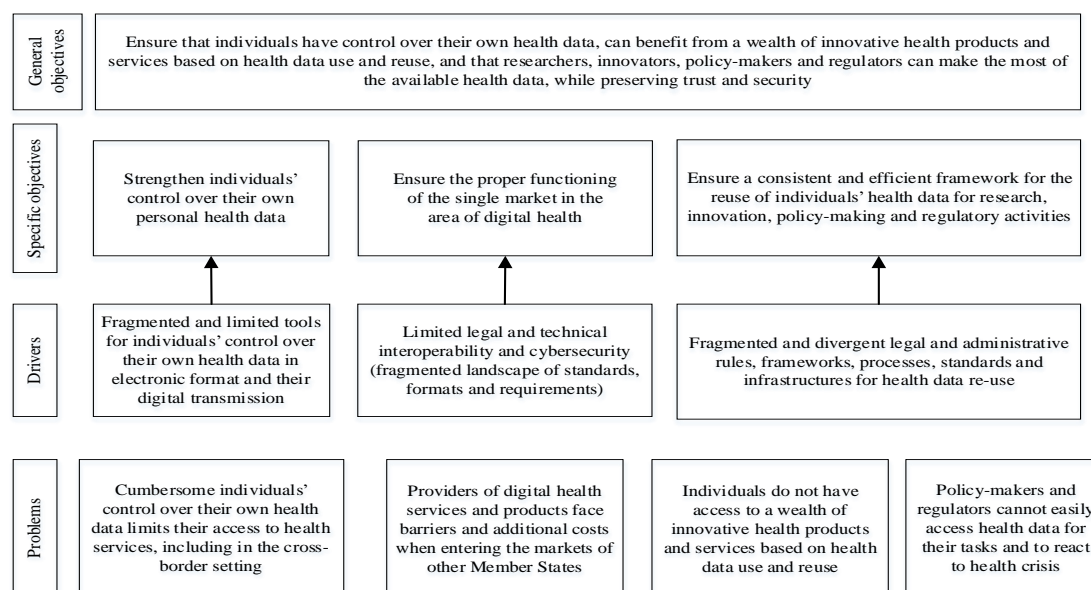 General
objectives
Ensure that individuals have control over their own health data, can benefit from a wealth of innovative health products and
services based on health data use and reuse, and that researchers, innovators, policy-makers and regulators can make the most of
the available health data, while preserving trust and security
Specific objectives
Strengthen individuals’
control over their own
personal health data
Ensure the proper functioning
of the single market in the
area of digital health
Ensure a consistent and efficient framework for the
reuse of individuals’ health data for research,
innovation, policy-making and regulatory activities
Drivers
Fragmented and limited tools
for individuals’ control over
their own health data in
electronic format and their
digital transmission
Limited legal and technical
interoperability and cybersecurity
(fragmented landscape of standards,
formats and requirements)
Fragmented and divergent legal and administrative
rules, frameworks, processes, standards and
infrastructures for health data re-use
Problems
Cumbersome individuals’
control over their own health
data limits their access to health
services, including in the cross-
border setting
Providers of digital health
services and products face
barriers and additional costs
when entering the markets of
other Member States
Individuals do not have
access to a wealth of
innovative health products
and services based on health
data use and reuse
Policy-makers and
regulators cannot easily
access health data for
their tasks and to react
to health crisis